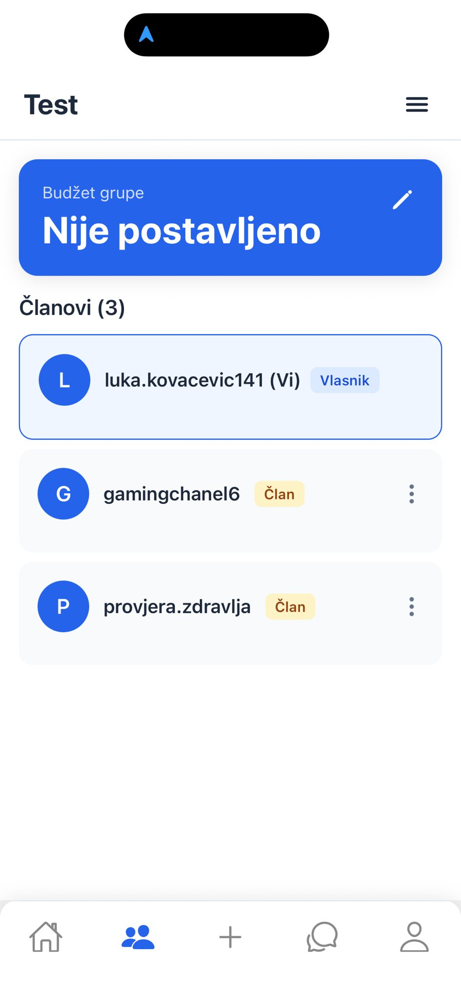 Test
Budžet grupe
Nije postavljeno
Članovi (3)
L
luka.kovacevic141 (Vi)
Vlasnik
G
gamingchanel6
Član
P
provjera.zdravlja
Član